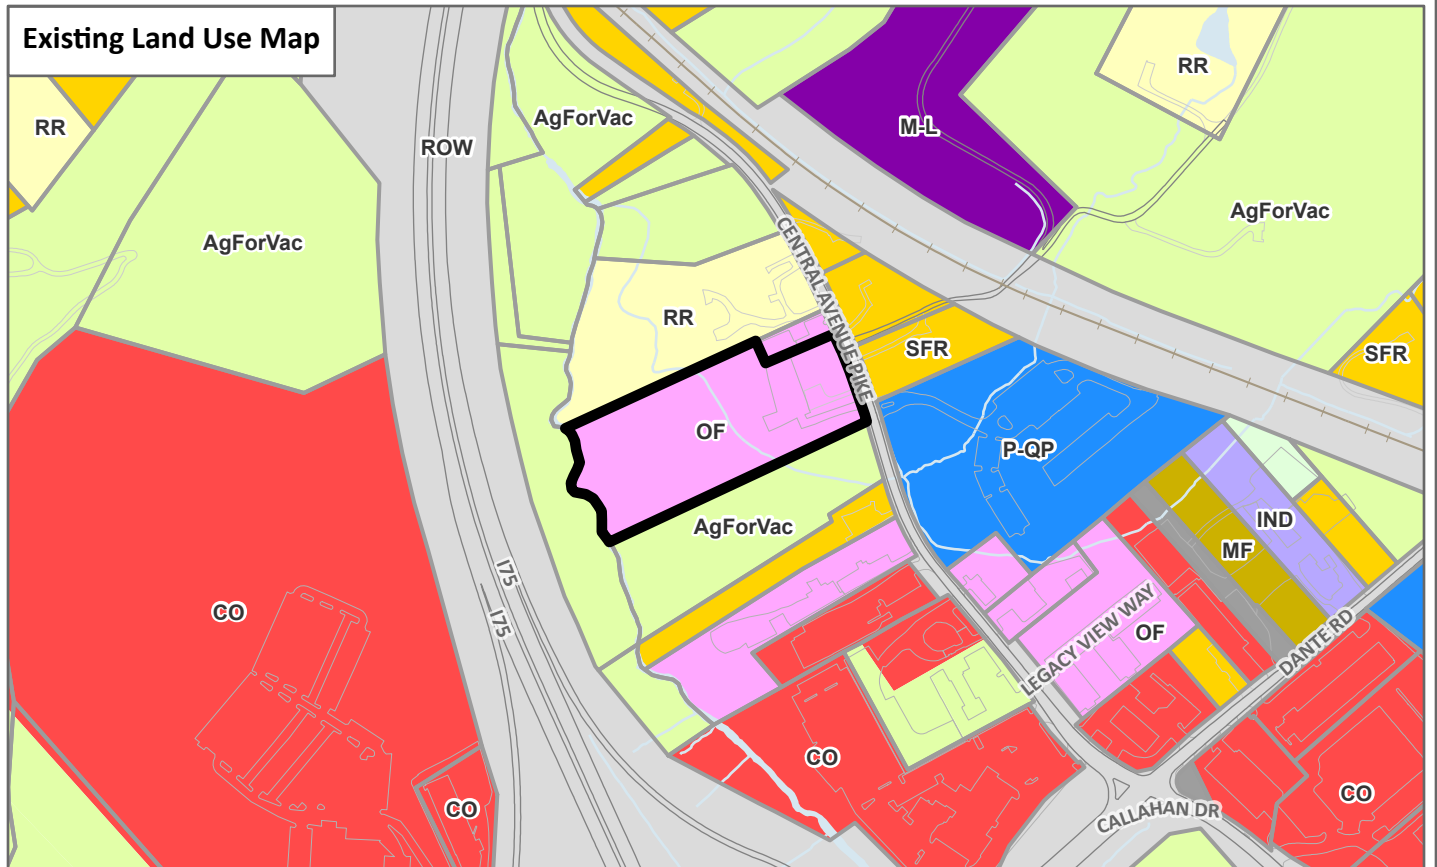 Existing Land Use Map
RR
RR
M-L
AgForVac
ROW
AgForVac
AgForVac
CENTRAL AVENUE PIKE
RR
SFR
SFR
OF
P-QP
AgForVac
IND
MF
I75
I75
CO
LEGACY VIEW WAY
OF
DANTE RD
CO
CO
CO
CALLAHAN DR